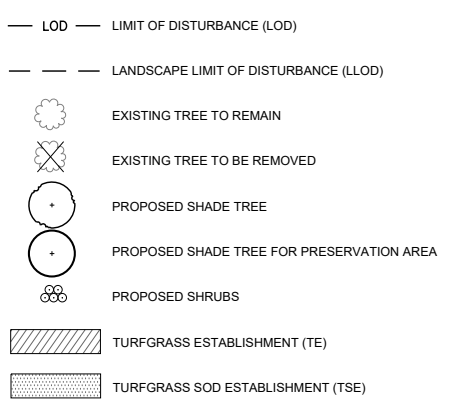 LOD LIMIT OF DISTURBANCE (LOD)
LANDSCAPE LIMIT OF DISTURBANCE (LLOD)
EXISTING TREE TO REMAIN
EXISTING TREE TO BE REMOVED
PROPOSED SHADE TREE
PROPOSED SHADE TREE FOR PRESERVATION AREA
PROPOSED SHRUBS
TURFGRASS ESTABLISHMENT (TE)
TURFGRASS SOD ESTABLISHMENT (TSE)